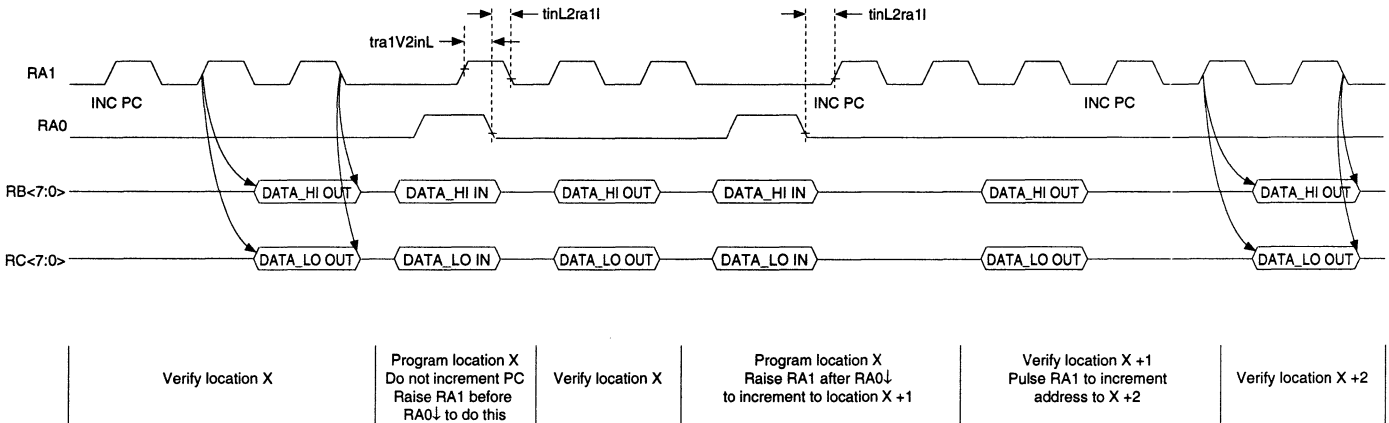 tinL2ra1I
tinL2ra1I
tra1V2inL
RA1
INC PC
INC PC
INC PC
RA0
RB<7:0>
DATA_HI OUT
DATA_HI IN
DATA_HI OUT
DATA_HI IN
DATA_HI OUT
DATA_HI OUT
RC<7:0>
DATA_LO OUT
DATA_LO IN
DATA_LO OUT
DATA_LO IN
DATA_LO OUT
DATA_LO OUT
Verify location X
Program location X
Do not increment PC
Raise RA1 before
RA0↓ to do this
Verify location X
Program location X
Raise RA1 after RA0↓
to increment to location X +1
Verify location X +1
Pulse RA1 to increment
address to X +2
Verify location X +2